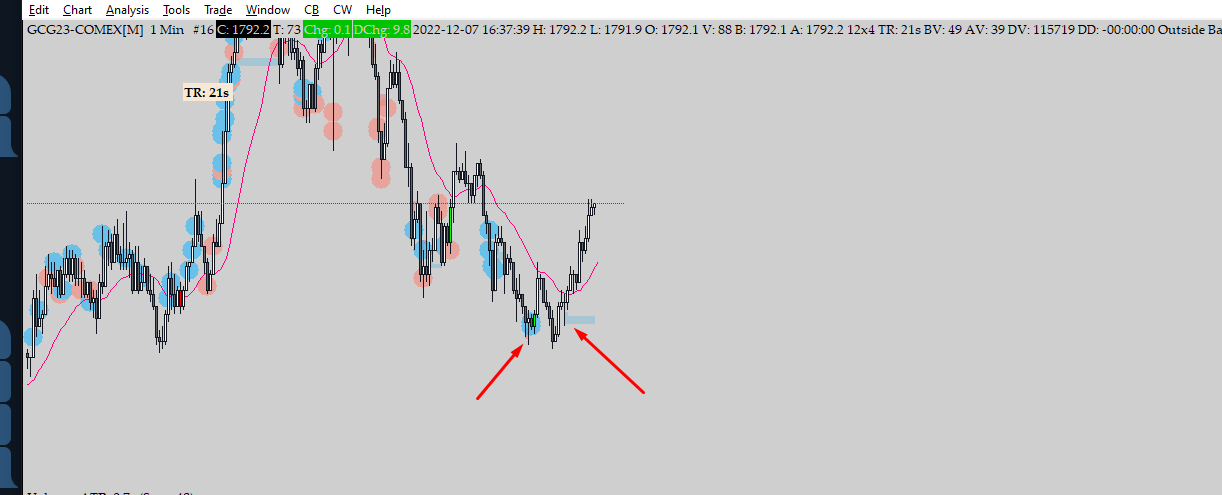 Edit Chart Analysis Tools Trade Window CB CW Help
GCG23-COMEX[M] 1 Min #16 C: 1792.2 T: 73 Chg: 0.1 DChg: 9.8 2022-12-07 16:37:39 H: 1792.2 L: 1791.9 O: 1792.1 V: 88 B: 1792.1 A: 1792.2 12x4 TR: 21s BV: 49 AV: 39 DV: 115719 DD: -00:00:00 Outside Ba
TR: 21s